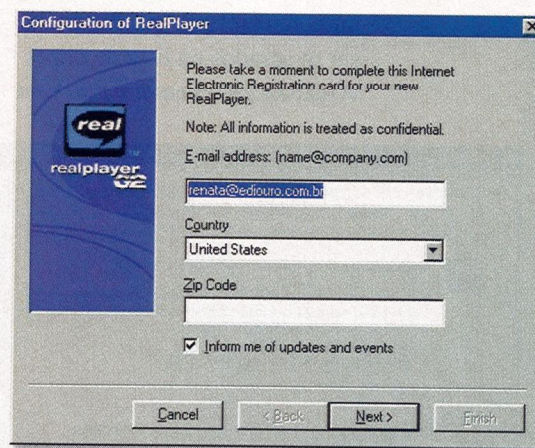 Configuration of RealPlayer
real
realplayer
G2
Please take a moment to complete this Internet
Electronic Registration card for your new
RealPlayer.
Note: All information is treated as confidential.
E-mail address: (name@company.com)
renata@ediouro.com.br
Country
United States
Zip Code
Inform me of updates and events
Cancel
< Back
Next >
Finish